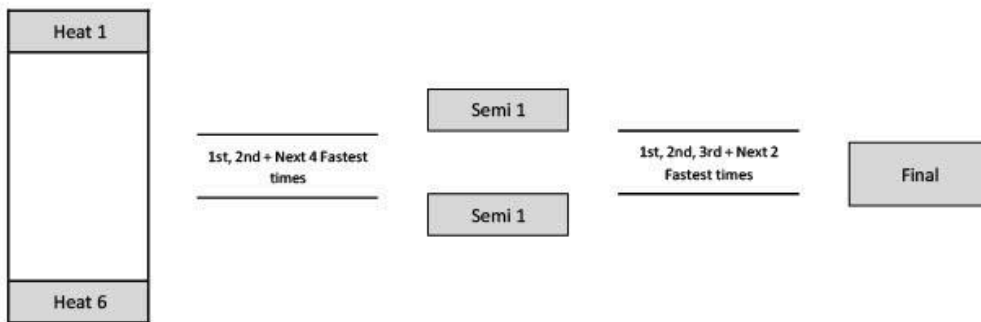 Heat 1
Heat 6
1st, 2nd + Next 4 Fastest
times
Semi 1
Semi 1
1st, 2nd, 3rd + Next 2
Fastest times
Final